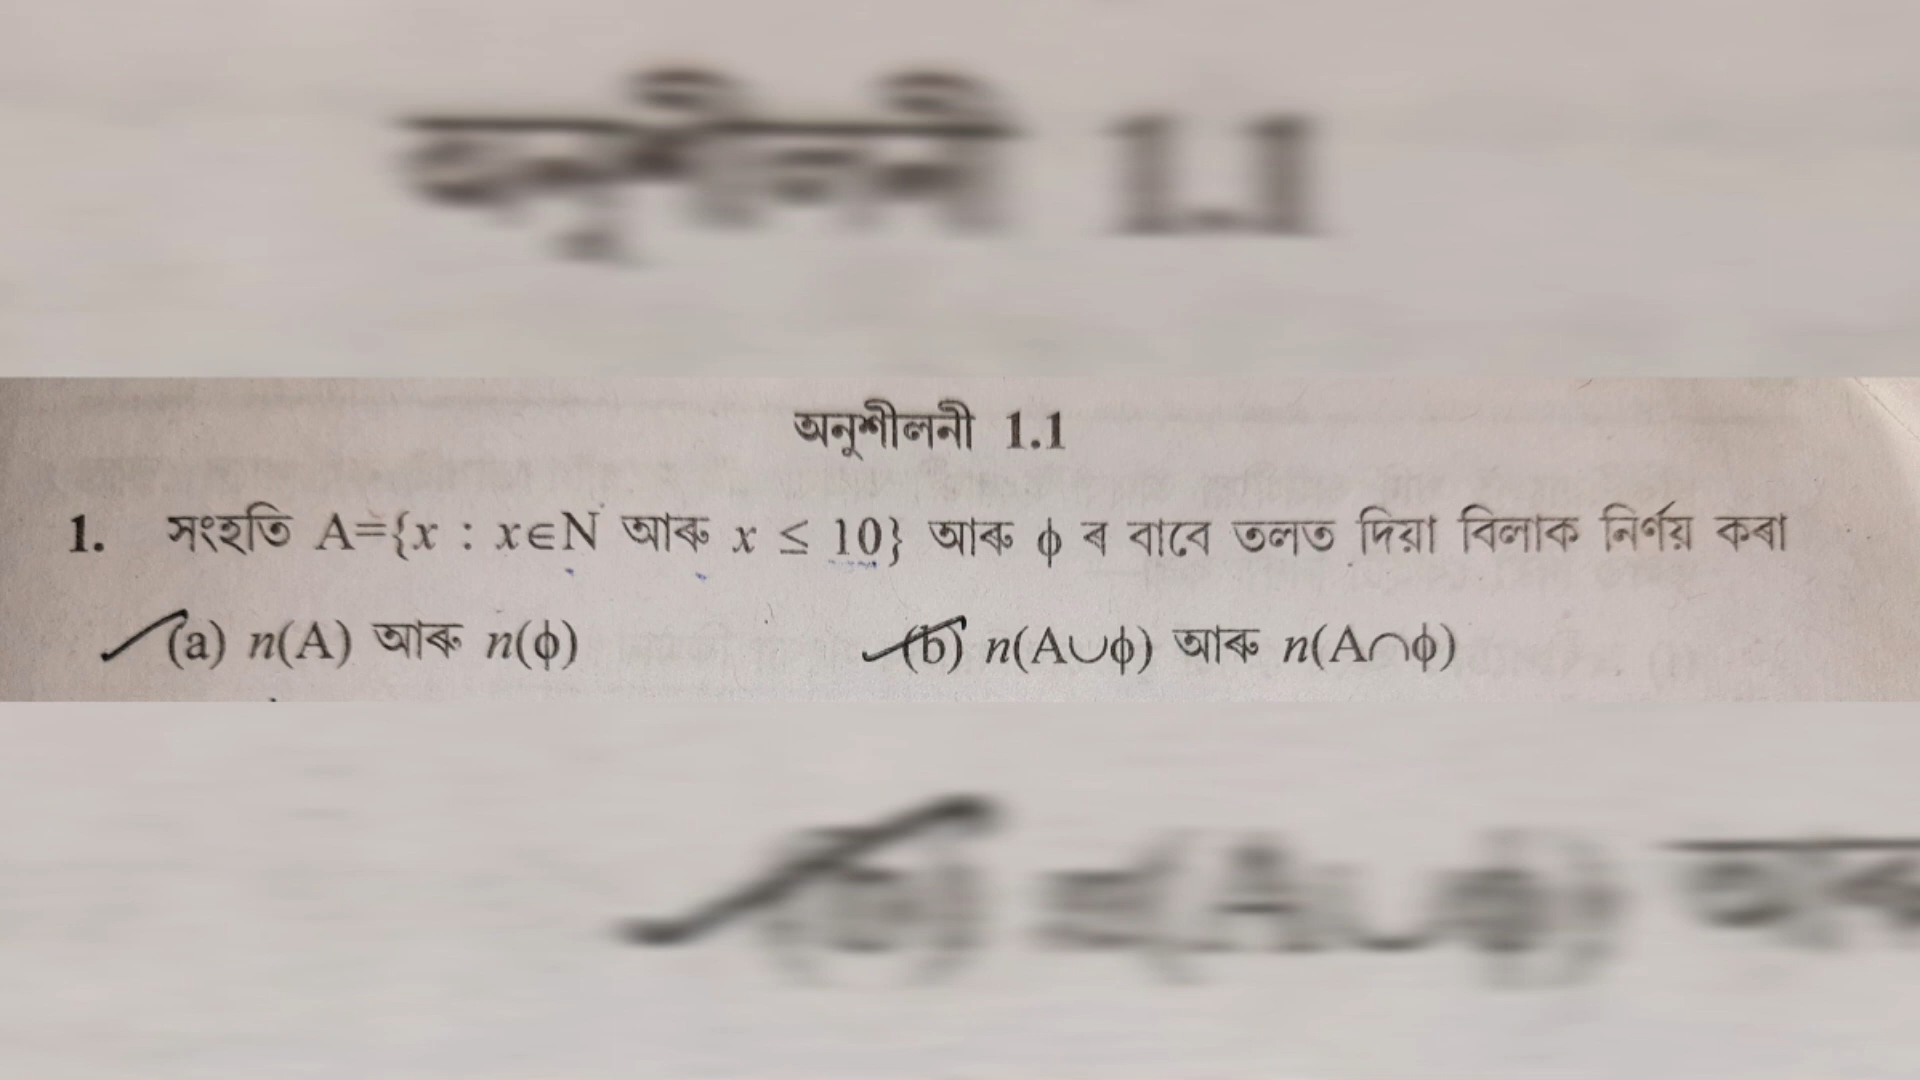 অনুশীলনী 1.1
1. সংহতি A={x : x∈N আৰু x ≤ 10} আৰু ϕ ৰ বাবে তলত দিয়া বিলাক নিৰ্ণয় কৰা
(a) n(A) আৰু n(ϕ) (b) n(A∪ϕ) আৰু n(A∩ϕ)